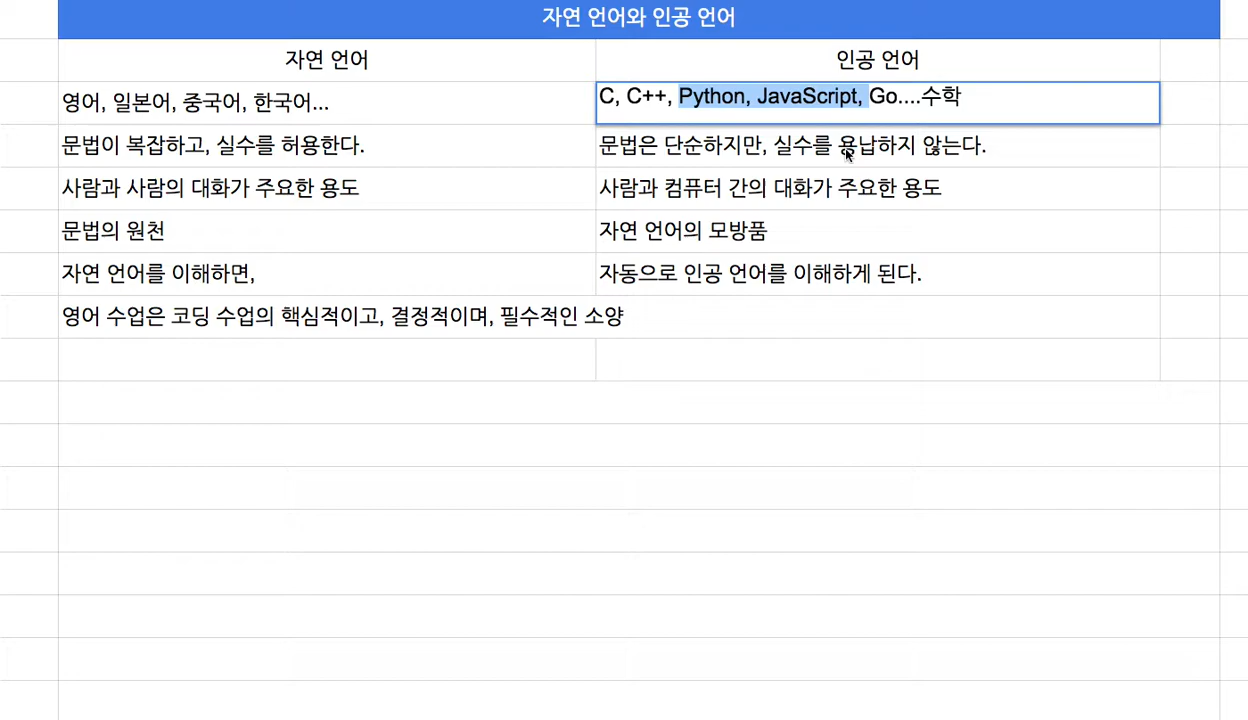 자연 언어와 인공 언어
자연 언어
인공 언어
영어, 일본어, 중국어, 한국어...
C, C++, Python, JavaScript, Go....수학
문법이 복잡하고, 실수를 허용한다.
문법은 단순하지만, 실수를 용납하지 않는다.
사람과 사람의 대화가 주요한 용도
사람과 컴퓨터 간의 대화가 주요한 용도
문법의 원천
자연 언어의 모방품
자연 언어를 이해하면,
자동으로 인공 언어를 이해하게 된다.
영어 수업은 코딩 수업의 핵심적이고, 결정적이며, 필수적인 소양